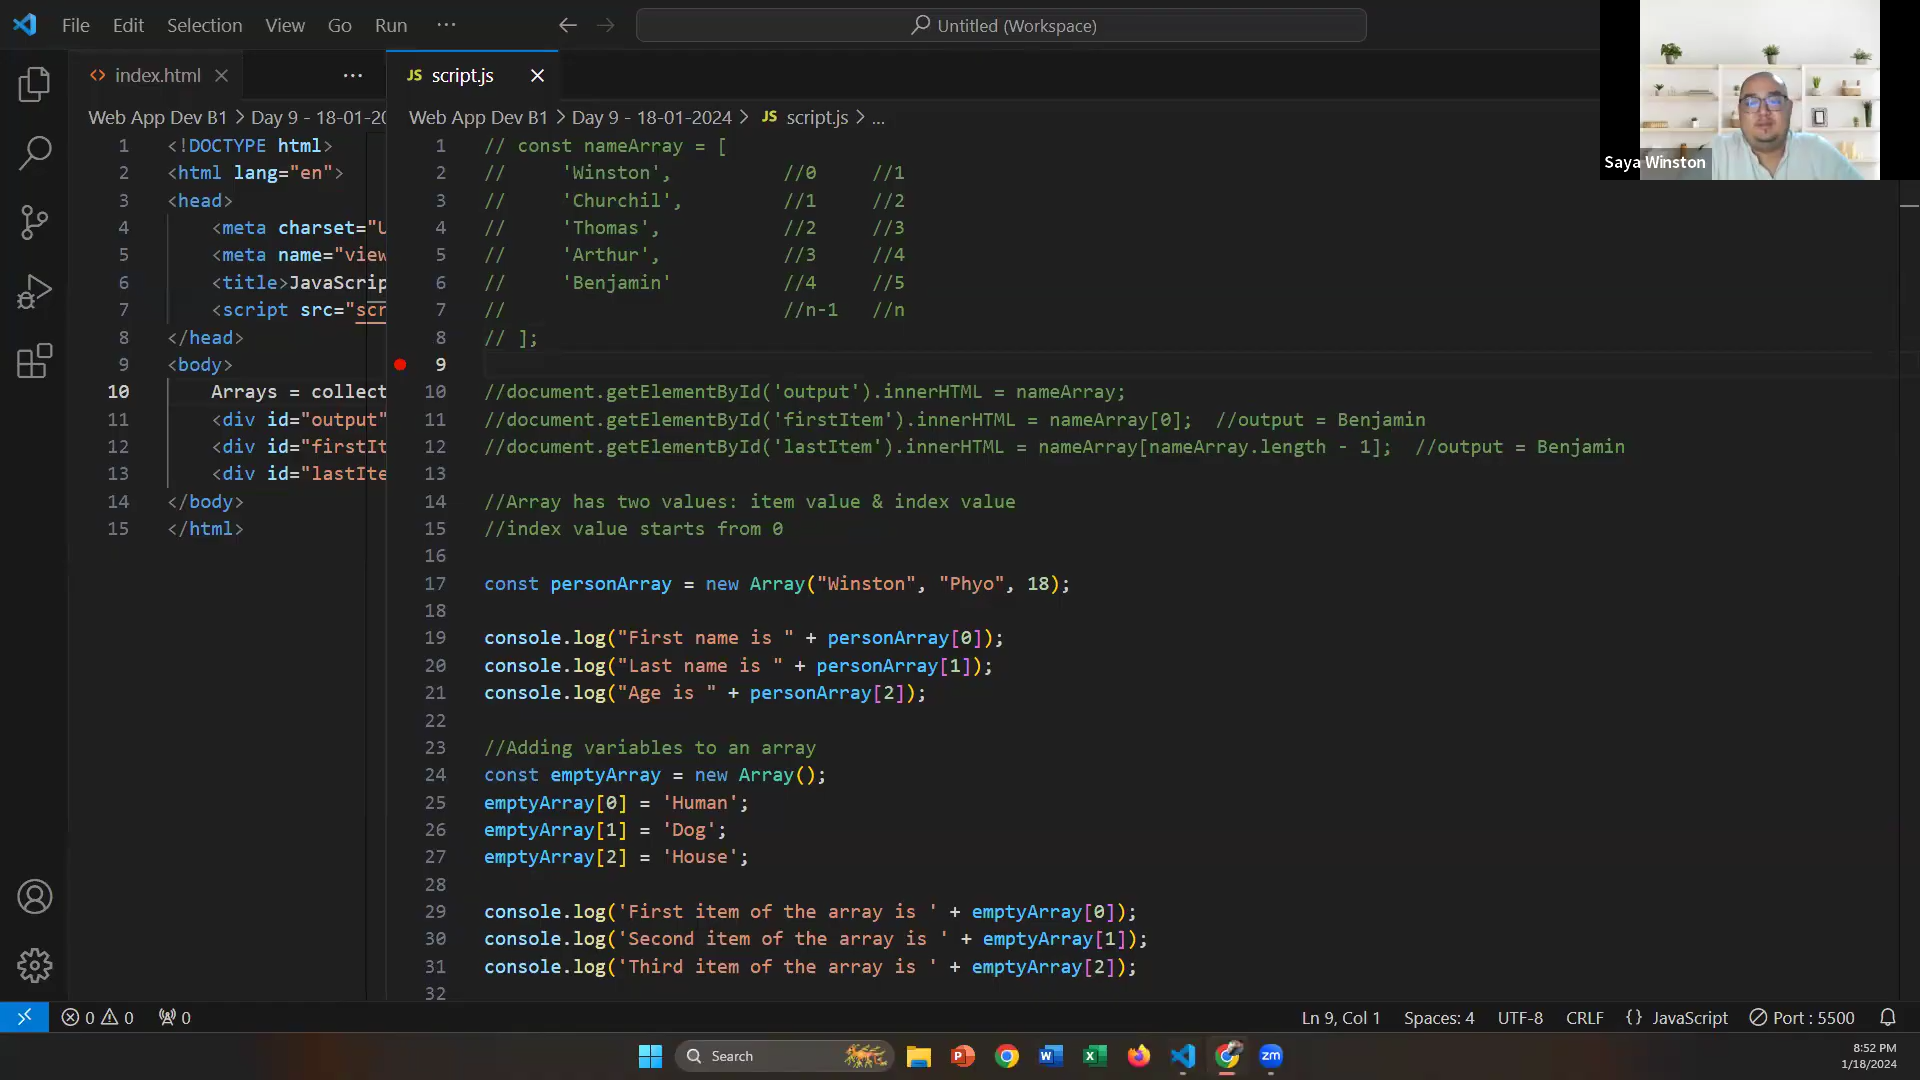 File Edit Selection View Go Run ··· Untitled (Workspace)
<> index.html ··· JS script.js
Web App Dev B1 > Day 9 - 18-01-20
1 <!DOCTYPE html>
2 <html lang="en">
3 <head>
4 <meta charset="U
5 <meta name="view
6 <title>JavaScrip
7 <script src="scr
8 </head>
9 <body>
10 Arrays = collect
11 <div id="output"
12 <div id="firstIt
13 <div id="lastIte
14 </body>
15 </html>
Web App Dev B1 > Day 9 - 18-01-2024 > JS script.js > ...
1 // const nameArray = [
2 // 'Winston', //0 //1
3 // 'Churchil', //1 //2
4 // 'Thomas', //2 //3
5 // 'Arthur', //3 //4
6 // 'Benjamin' //4 //5
7 // //n-1 //n
8 // ];
9
10 //document.getElementById('output').innerHTML = nameArray;
11 //document.getElementById('firstItem').innerHTML = nameArray[0]; //output = Benjamin
12 //document.getElementById('lastItem').innerHTML = nameArray[nameArray.length - 1]; //output = Benjamin
13
14 //Array has two values: item value & index value
15 //index value starts from 0
16
17 const personArray = new Array("Winston", "Phyo", 18);
18
19 console.log("First name is " + personArray[0]);
20 console.log("Last name is " + personArray[1]);
21 console.log("Age is " + personArray[2]);
22
23 //Adding variables to an array
24 const emptyArray = new Array();
25 emptyArray[0] = 'Human';
26 emptyArray[1] = 'Dog';
27 emptyArray[2] = 'House';
28
29 console.log('First item of the array is ' + emptyArray[0]);
30 console.log('Second item of the array is ' + emptyArray[1]);
31 console.log('Third item of the array is ' + emptyArray[2]);
32
Saya Winston
0 0 0 Ln 9, Col 1 Spaces: 4 UTF-8 CRLF {} JavaScript Port : 5500
Search P W X zm 8:52 PM
1/18/2024